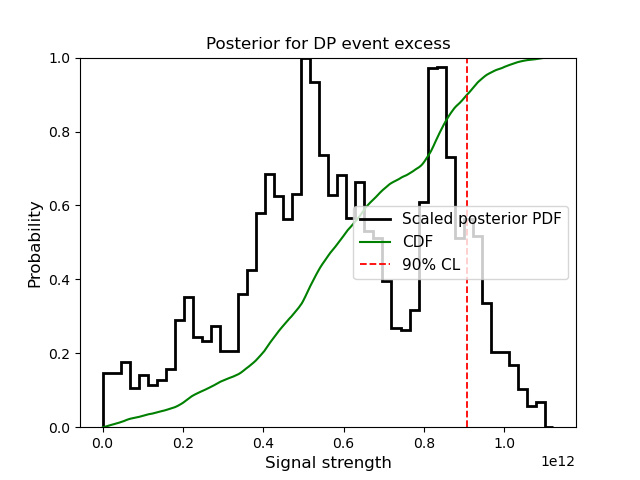 Posterior for DP event excess
1.0
0.8
0.6
0.4
0.2
0.0
Probability
Scaled posterior PDF
CDF
90% CL
0.0 0.2 0.4 0.6 0.8 1.0
1e12
Signal strength